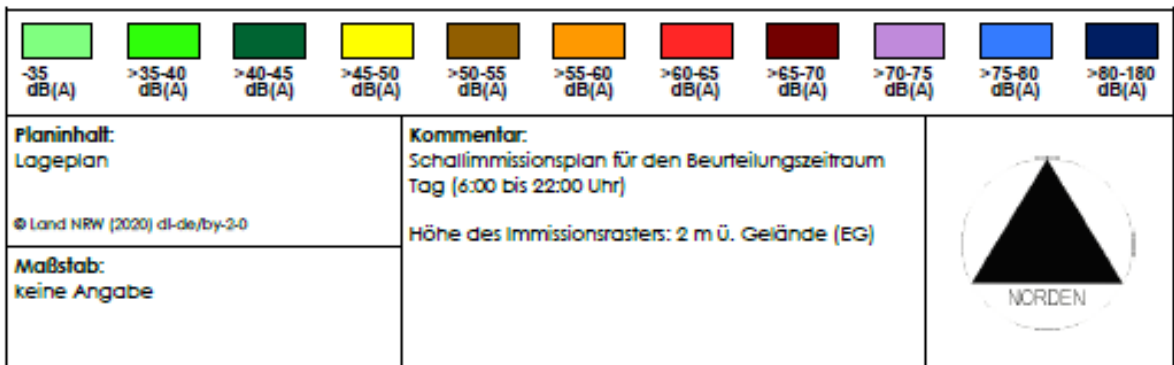 -35 >35-40 >40-45 >45-50 >50-55 >55-60 >60-65 >65-70 >70-75 >75-80 >80-180
dB(A) dB(A) dB(A) dB(A) dB(A) dB(A) dB(A) dB(A) dB(A) dB(A) dB(A)
Planinhalt:
Lageplan
© Land NRW (2020) dl-de/by-2-0
Maßstab:
keine Angabe
Kommentar:
Schallimmissionsplan für den Beurteilungszeitraum
Tag (6:00 bis 22:00 Uhr)
Höhe des Immissionsrasters: 2 m ü. Gelände (EG)
NORDEN